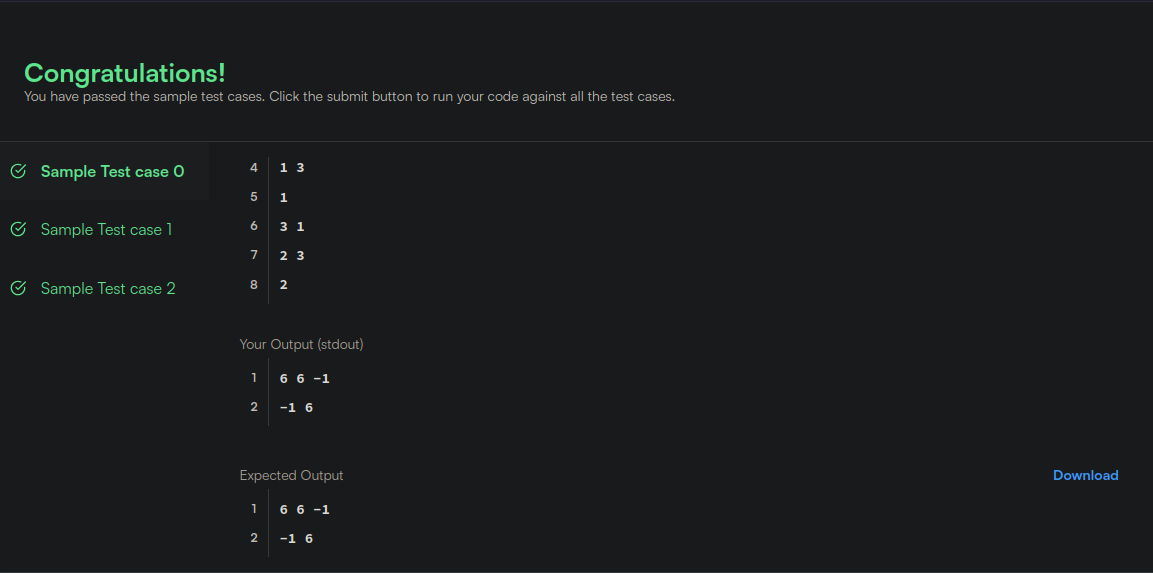 Congratulations!
You have passed the sample test cases. Click the submit button to run your code against all the test cases.
Sample Test case 0
Sample Test case 1
Sample Test case 2
4 1 3
5 1
6 3 1
7 2 3
8 2
Your Output (stdout)
1 6 6 -1
2 -1 6
Expected Output
Download
1 6 6 -1
2 -1 6